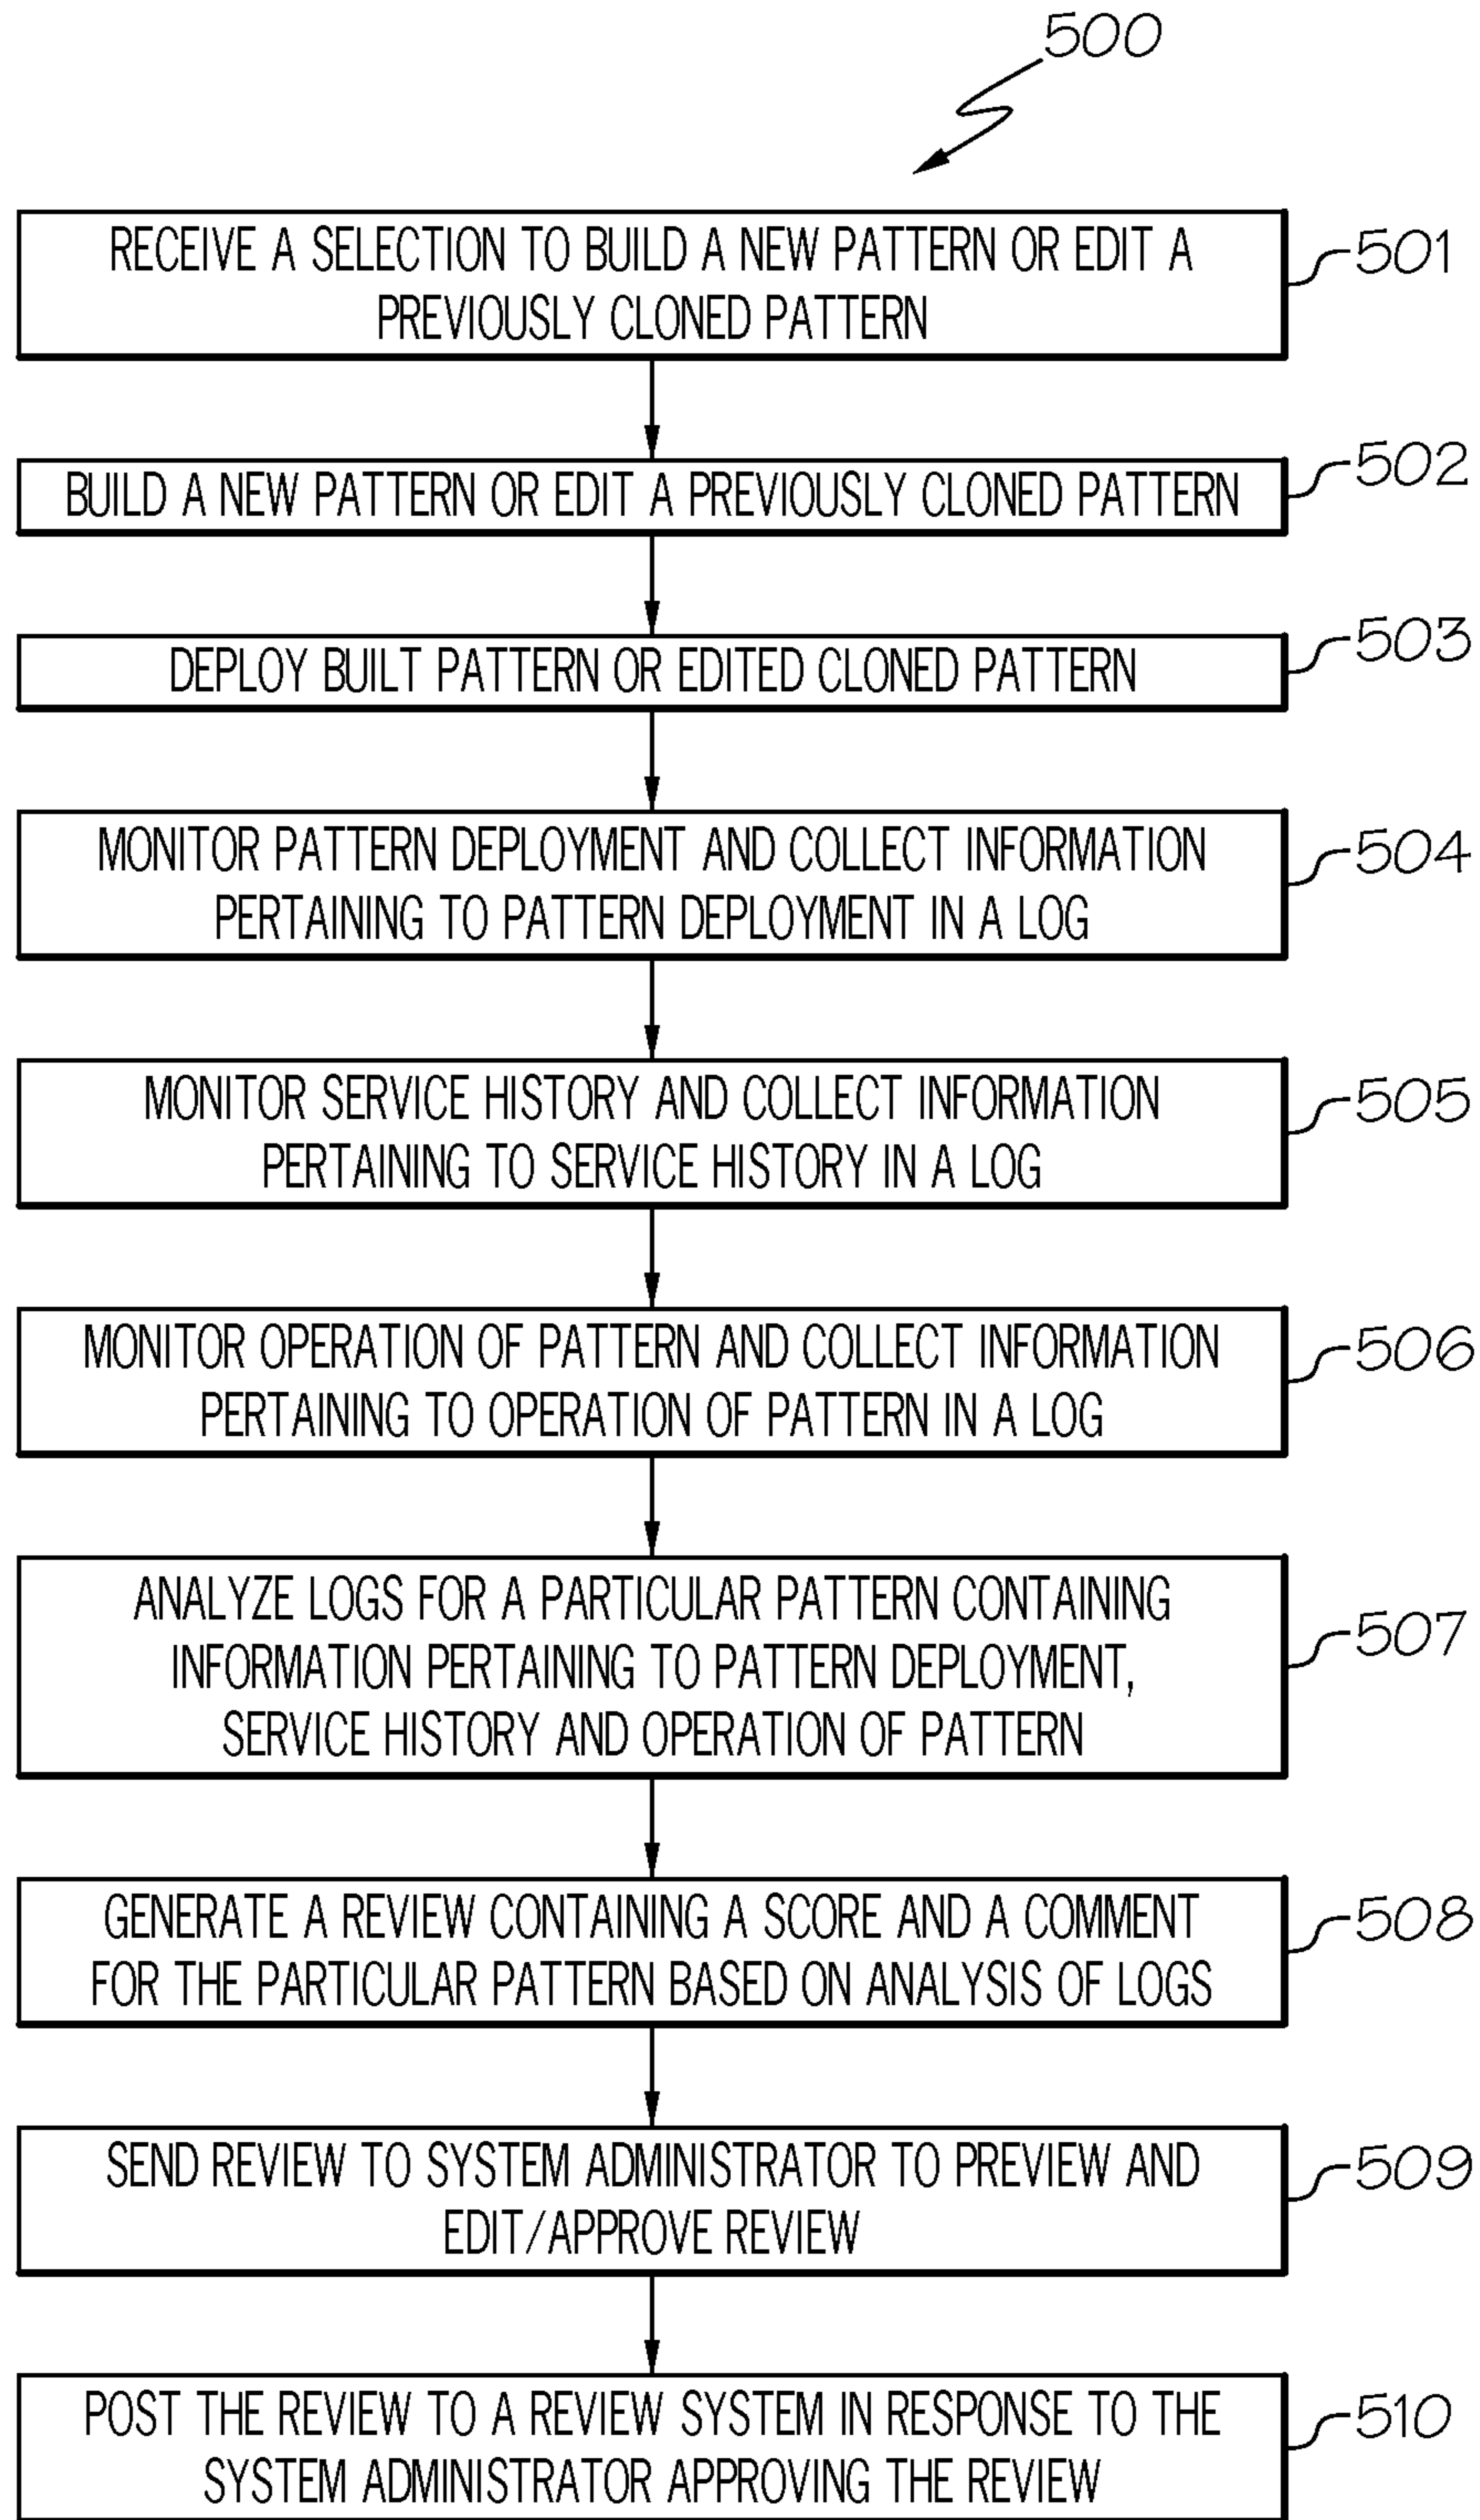 500
RECEIVE A SELECTION TO BUILD A NEW PATTERN OR EDIT A
PREVIOUSLY CLONED PATTERN
501
BUILD A NEW PATTERN OR EDIT A PREVIOUSLY CLONED PATTERN
502
DEPLOY BUILT PATTERN OR EDITED CLONED PATTERN
503
MONITOR PATTERN DEPLOYMENT AND COLLECT INFORMATION
PERTAINING TO PATTERN DEPLOYMENT IN A LOG
504
MONITOR SERVICE HISTORY AND COLLECT INFORMATION
PERTAINING TO SERVICE HISTORY IN A LOG
505
MONITOR OPERATION OF PATTERN AND COLLECT INFORMATION
PERTAINING TO OPERATION OF PATTERN IN A LOG
506
ANALYZE LOGS FOR A PARTICULAR PATTERN CONTAINING
INFORMATION PERTAINING TO PATTERN DEPLOYMENT,
SERVICE HISTORY AND OPERATION OF PATTERN
507
GENERATE A REVIEW CONTAINING A SCORE AND A COMMENT
FOR THE PARTICULAR PATTERN BASED ON ANALYSIS OF LOGS
508
SEND REVIEW TO SYSTEM ADMINISTRATOR TO PREVIEW AND
EDIT/APPROVE REVIEW
509
POST THE REVIEW TO A REVIEW SYSTEM IN RESPONSE TO THE
SYSTEM ADMINISTRATOR APPROVING THE REVIEW
510